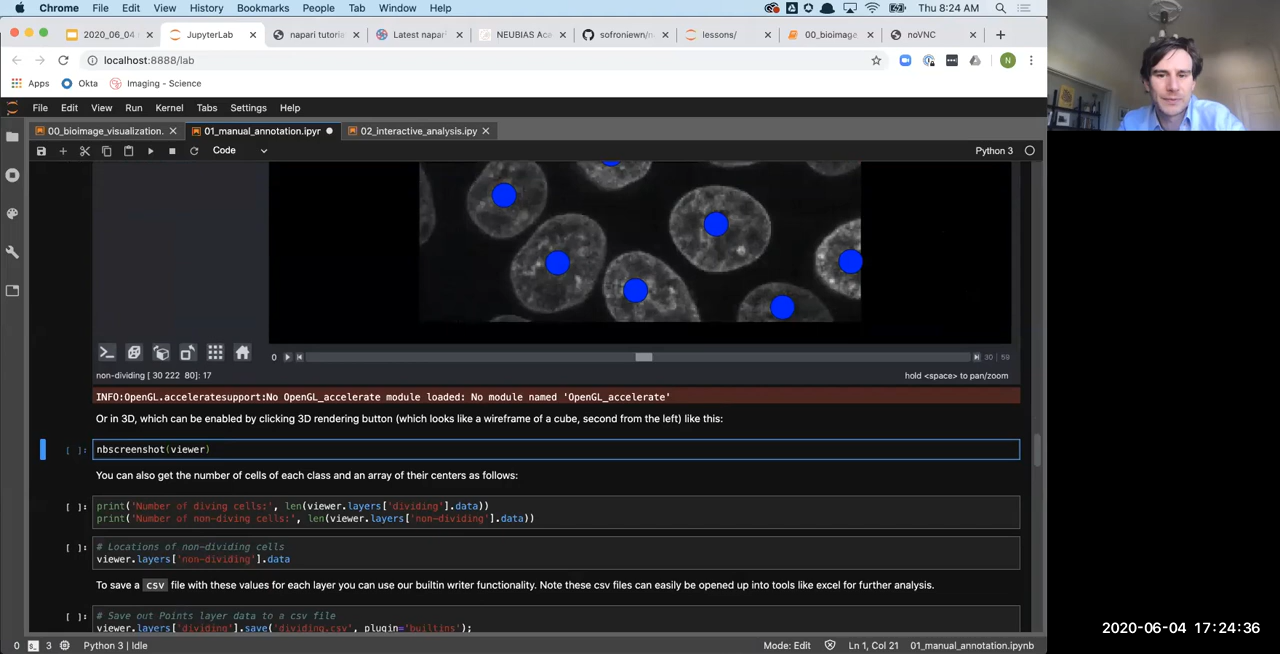 Chrome File Edit View History Bookmarks People Tab Window Help Thu 8:24 AM
2020_06_04 JupyterLab napari tutoria Latest napari NEUBIAS Aca sofroniewn/n lessons/ 00_bioimage noVNC
localhost:8888/lab
Apps Okta Imaging - Science
File Edit View Run Kernel Tabs Settings Help
00_bioimage_visualization. 01_manual_annotation.ipyr 02_interactive_analysis.ipy
Code Python 3
0 30 | 59
non-dividing [ 30 222 80]: 17 hold <space> to pan/zoom
INFO:OpenGL.acceleratesupport:No OpenGL_accelerate module loaded: No module named 'OpenGL_accelerate'
Or in 3D, which can be enabled by clicking 3D rendering button (which looks like a wireframe of a cube, second from the left) like this:
[ ]: nbscreenshot(viewer)
You can also get the number of cells of each class and an array of their centers as follows:
[ ]: print('Number of diving cells:', len(viewer.layers['dividing'].data))
print('Number of non-diving cells:', len(viewer.layers['non-dividing'].data))
[ ]: # Locations of non-dividing cells
viewer.layers['non-dividing'].data
To save a csv file with these values for each layer you can use our builtin writer functionality. Note these csv files can easily be opened up into tools like excel for further analysis.
[ ]: # Save out Points layer data to a csv file
viewer.layers['dividing'].save('dividing.csv', plugin='builtins');
0 3 Python 3 | Idle Mode: Edit Ln 1, Col 21 01_manual_annotation.ipynb
2020-06-04 17:24:36